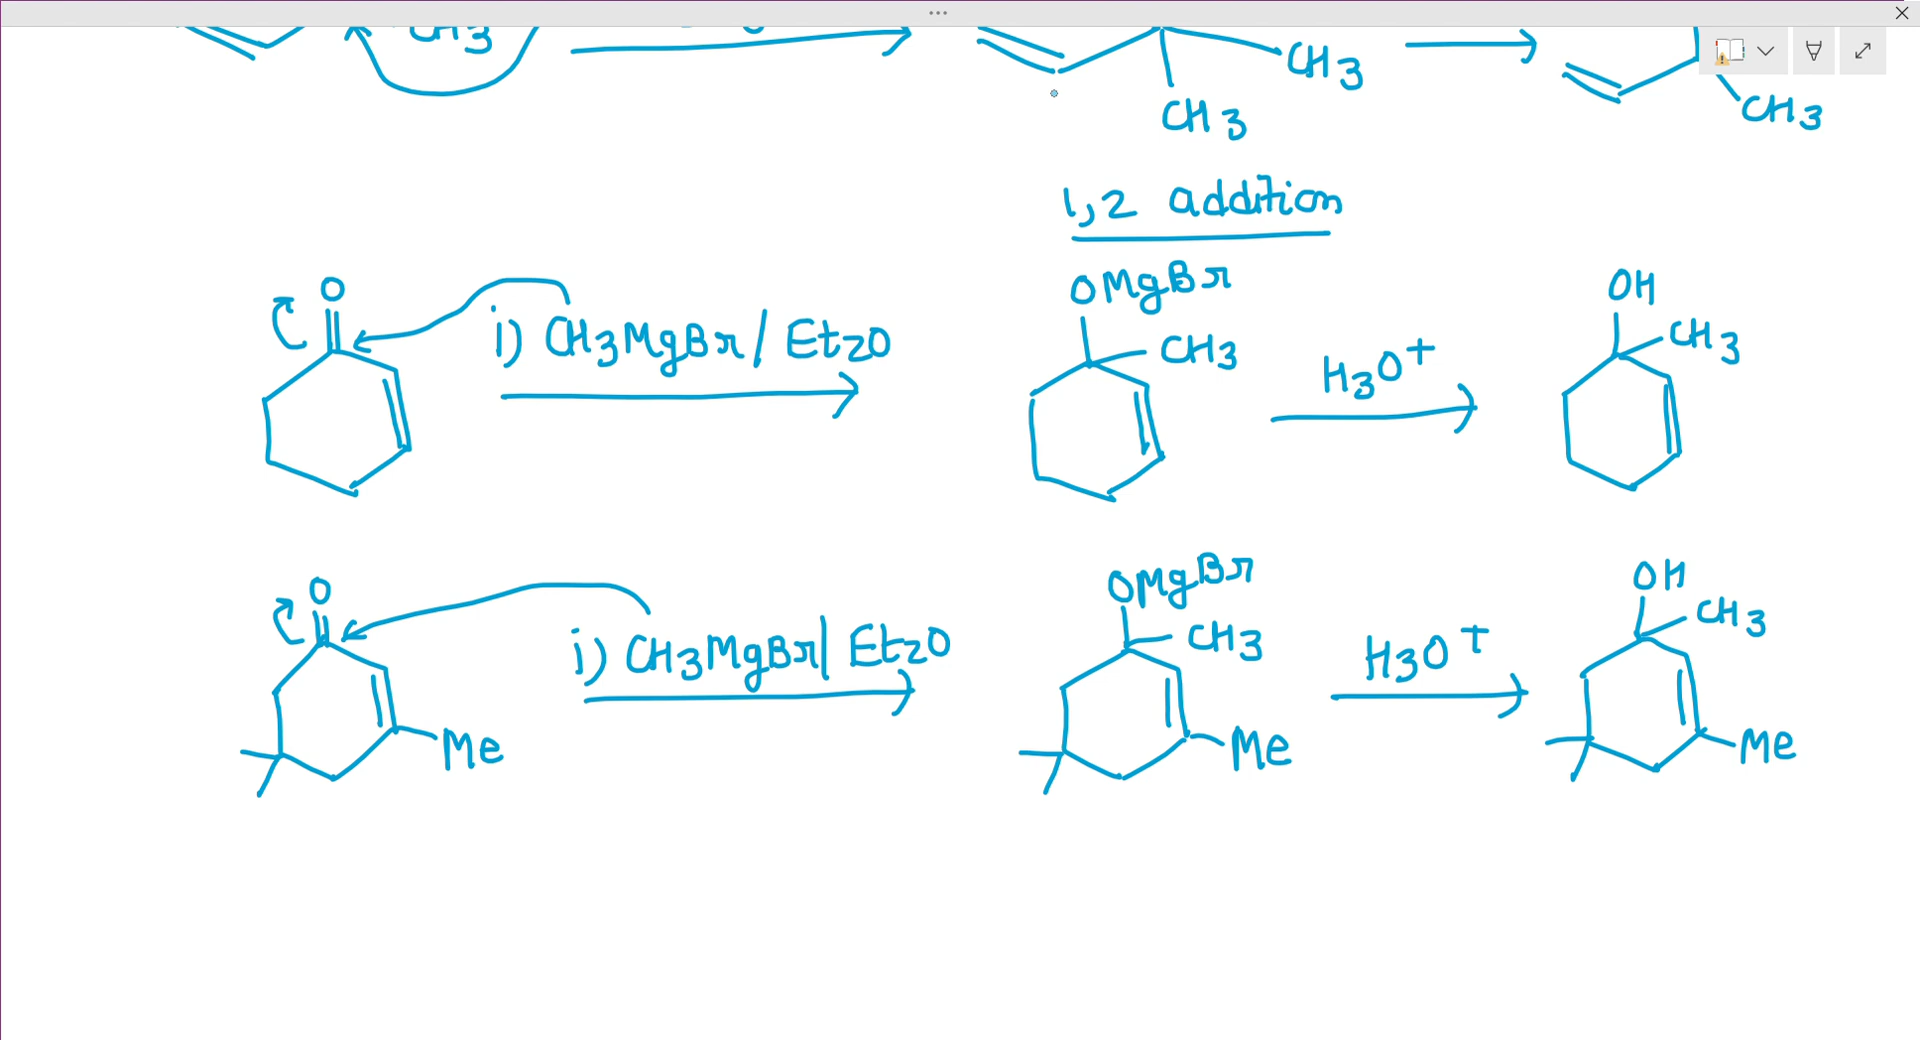 CH3
CH3
CH3
CH3
1,2 addition
O
i) CH3MgBr / Et2O
OMgBr
CH3
H3O+
OH
CH3
O
i) CH3MgBr| Et2O
Me
OMgBr
CH3
Me
H3O+
OH
CH3
Me